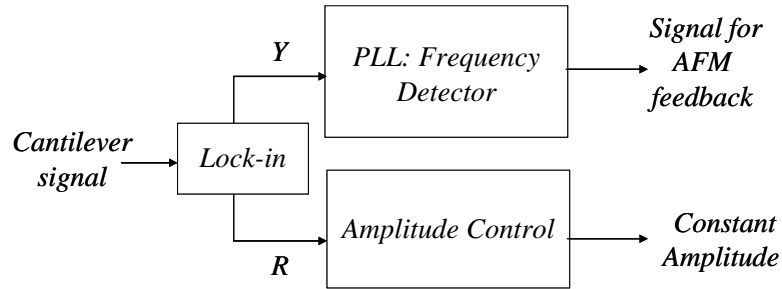 Signal for
AFM
feedback
Y
PLL: Frequency
Detector
Cantilever
signal
Lock-in
Amplitude Control
Constant
Amplitude
R